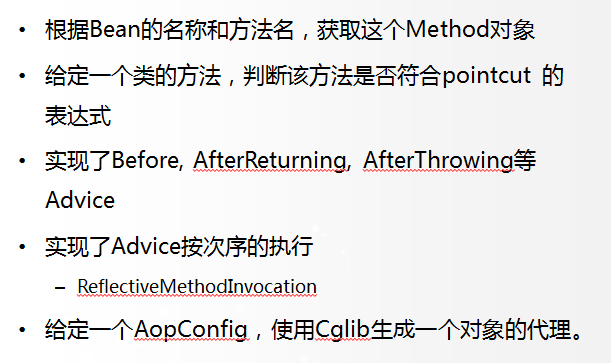 • 根据Bean的名称和方法名，获取这个Method对象
• 给定一个类的方法，判断该方法是否符合pointcut 的
表达式
• 实现了Before, AfterReturning, AfterThrowing等
Advice
• 实现了Advice按次序的执行
– ReflectiveMethodInvocation
• 给定一个AopConfig，使用Cglib生成一个对象的代理。